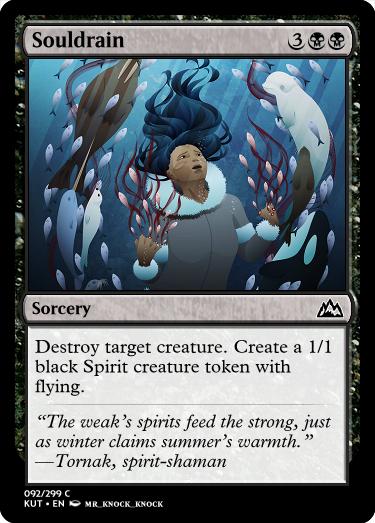 Souldrain 3
Sorcery
Destroy target creature. Create a 1/1
black Spirit creature token with
flying.
“The weak’s spirits feed the strong, just
as winter claims summer’s warmth.”
—Tornak, spirit-shaman
092/299 C
KUT • EN MR_KNOCK_KNOCK